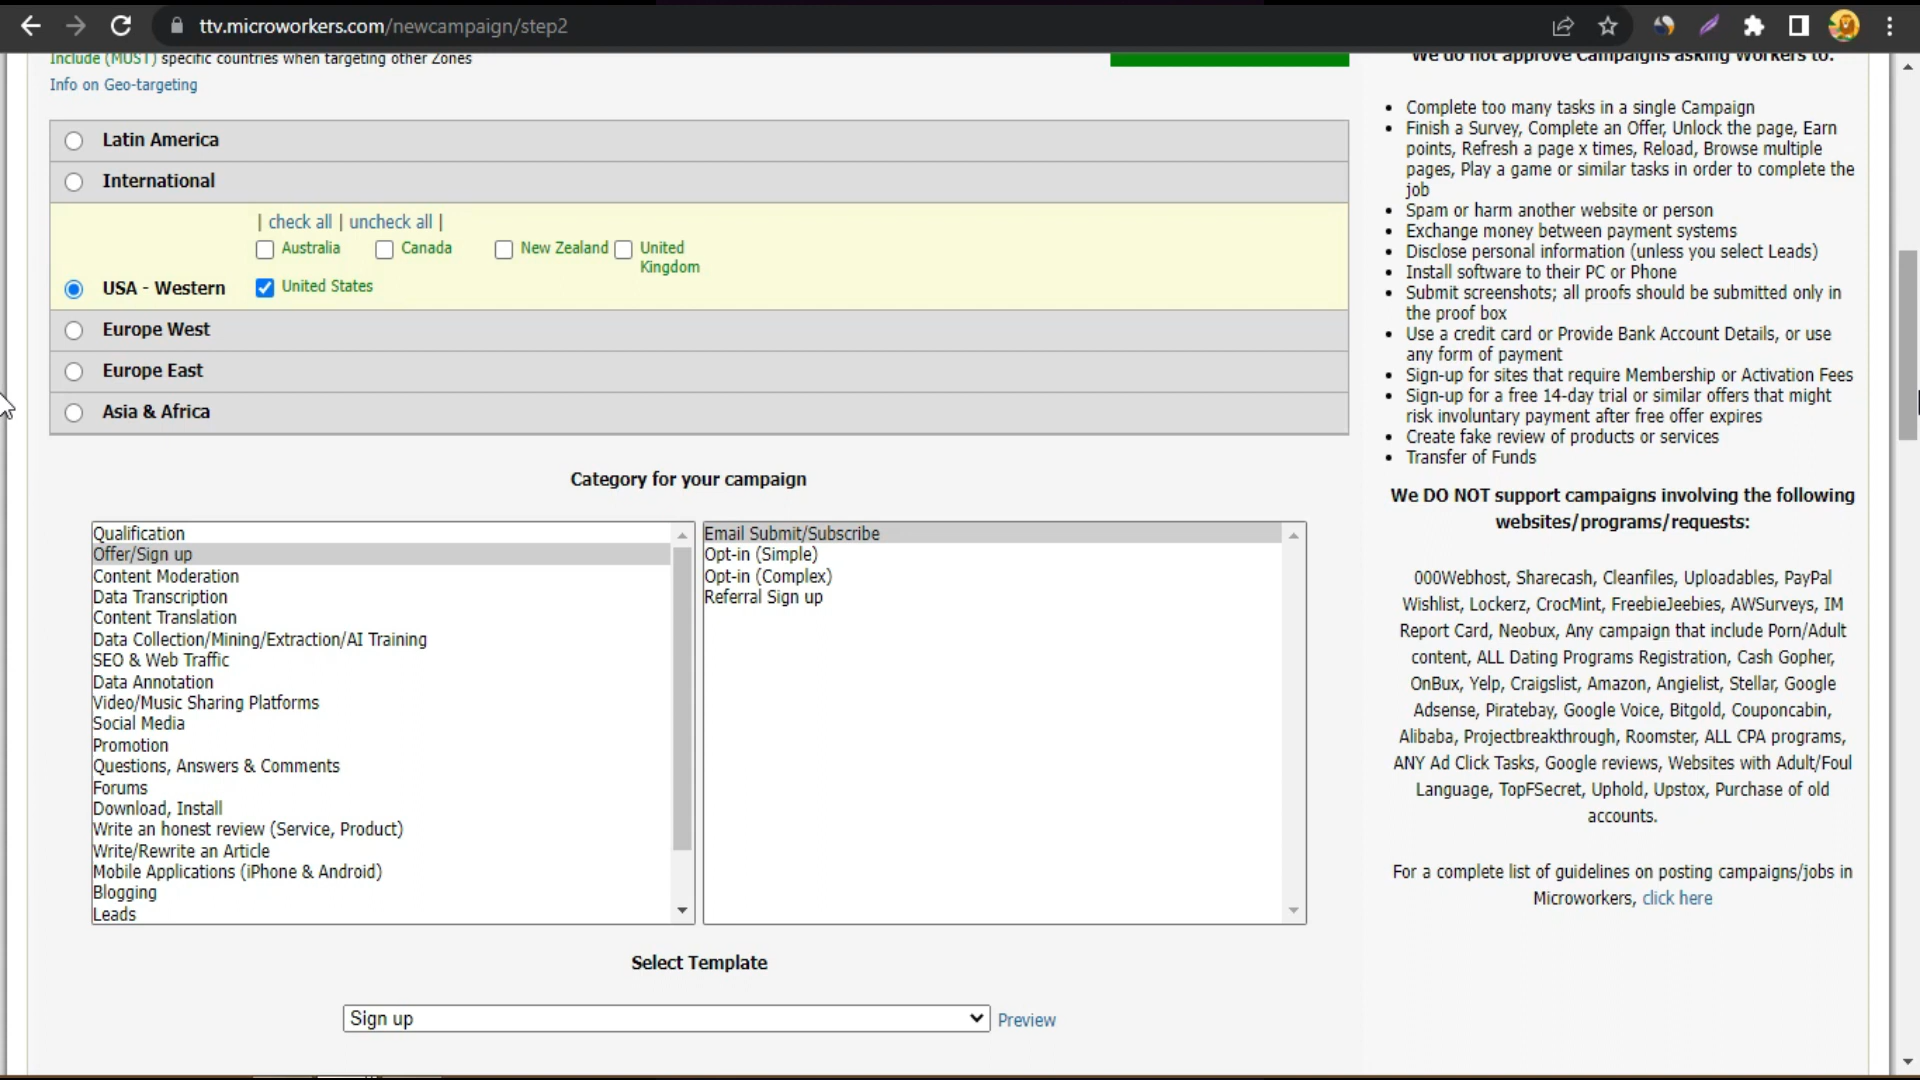 ttv.microworkers.com/newcampaign/step2
Include (MUST) specific countries when targeting other Zones
Info on Geo-targeting
Latin America
International
| check all | uncheck all |
Australia
Canada
New Zealand
United
Kingdom
USA - Western
United States
Europe West
Europe East
Asia & Africa
Category for your campaign
Qualification
Offer/Sign up
Content Moderation
Data Transcription
Content Translation
Data Collection/Mining/Extraction/AI Training
SEO & Web Traffic
Data Annotation
Video/Music Sharing Platforms
Social Media
Promotion
Questions, Answers & Comments
Forums
Download, Install
Write an honest review (Service, Product)
Write/Rewrite an Article
Mobile Applications (iPhone & Android)
Blogging
Leads
Email Submit/Subscribe
Opt-in (Simple)
Opt-in (Complex)
Referral Sign up
Select Template
Sign up
Preview
We do not approve Campaigns asking Workers to:
Complete too many tasks in a single Campaign
Finish a Survey, Complete an Offer, Unlock the page, Earn
points, Refresh a page x times, Reload, Browse multiple
pages, Play a game or similar tasks in order to complete the
job
Spam or harm another website or person
Exchange money between payment systems
Disclose personal information (unless you select Leads)
Install software to their PC or Phone
Submit screenshots; all proofs should be submitted only in
the proof box
Use a credit card or Provide Bank Account Details, or use
any form of payment
Sign-up for sites that require Membership or Activation Fees
Sign-up for a free 14-day trial or similar offers that might
risk involuntary payment after free offer expires
Create fake review of products or services
Transfer of Funds
We DO NOT support campaigns involving the following
websites/programs/requests:
000Webhost, Sharecash, Cleanfiles, Uploadables, PayPal
Wishlist, Lockerz, CrocMint, FreebieJeebies, AWSurveys, IM
Report Card, Neobux, Any campaign that include Porn/Adult
content, ALL Dating Programs Registration, Cash Gopher,
OnBux, Yelp, Craigslist, Amazon, Angielist, Stellar, Google
Adsense, Piratebay, Google Voice, Bitgold, Couponcabin,
Alibaba, Projectbreakthrough, Roomster, ALL CPA programs,
ANY Ad Click Tasks, Google reviews, Websites with Adult/Foul
Language, TopFSecret, Uphold, Upstox, Purchase of old
accounts.
For a complete list of guidelines on posting campaigns/jobs in
Microworkers, click here